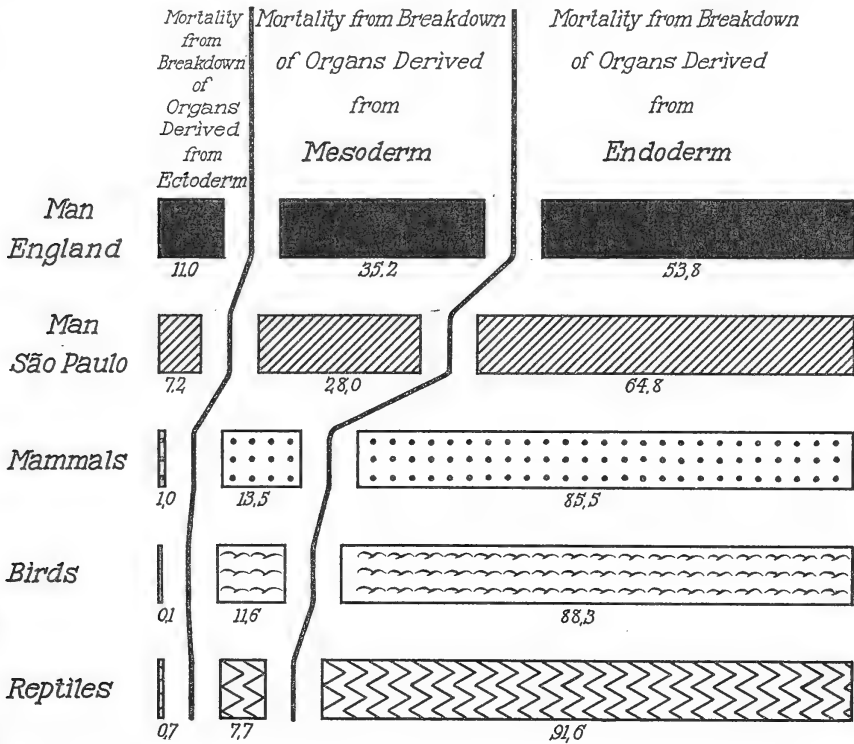 Mortality
from
Breakdown
of
Organs
Derived
from
Ectoderm
Mortality from Breakdown
of Organs Derived
from
Mesoderm
Mortality from Breakdown
of Organs Derived
from
Endoderm
Man
England
11.0
35.2
53.8
Man
São Paulo
7.2
28.0
64.8
Mammals
1.0
13.5
85.5
Birds
0.1
11.6
88.3
Reptiles
0.7
7.7
91.6